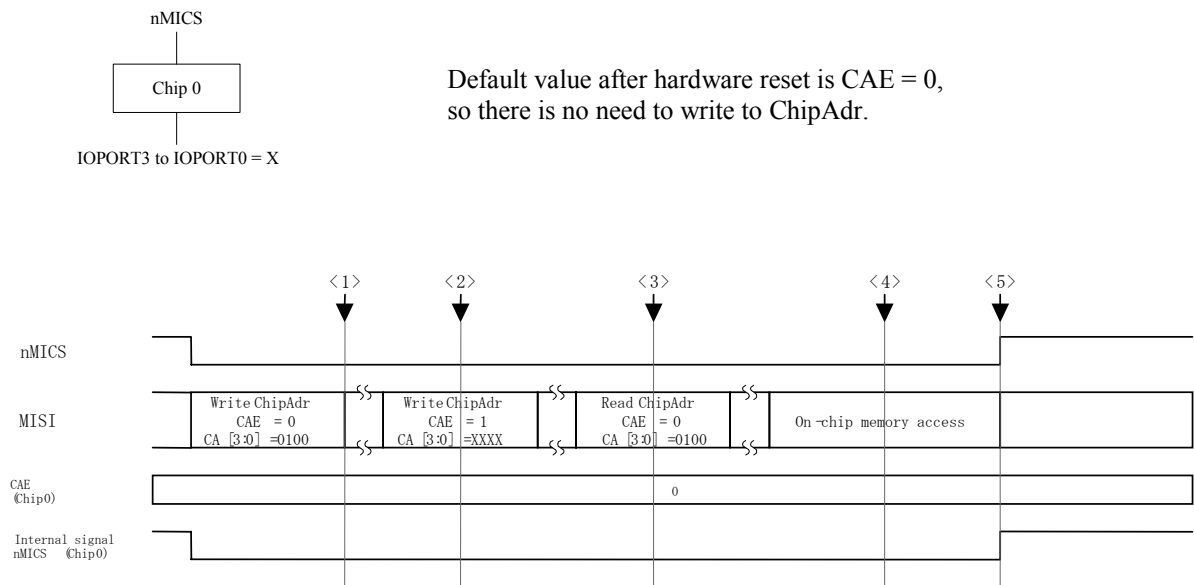 nMICS
Chip 0
IOPORT3 to IOPORT0 = X
Default value after hardware reset is CAE = 0,
so there is no need to write to ChipAdr.
<1> <2> <3> <4> <5>
nMICS
MISI
Write ChipAdr
CAE = 0
CA [3:0] =0100
Write ChipAdr
CAE = 1
CA [3:0] =XXXX
Read ChipAdr
CAE = 0
CA [3:0] =0100
On-chip memory access
CAE
(Chip0)
0
Internal signal
nMICS (Chip0)